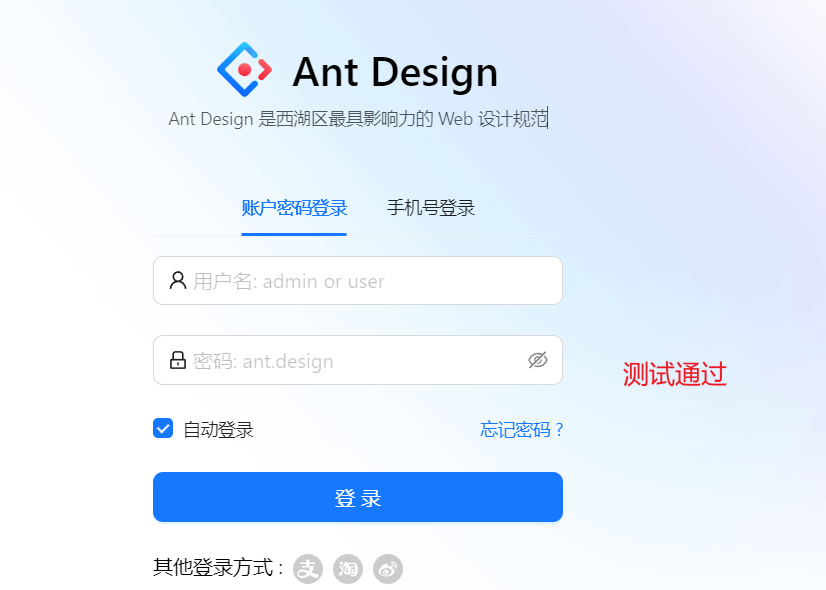 Ant Design
Ant Design 是西湖区最具影响力的 Web 设计规范
账户密码登录 手机号登录
用户名: admin or user
密码: ant.design
测试通过
自动登录 忘记密码 ?
登 录
其他登录方式 : 支 淘